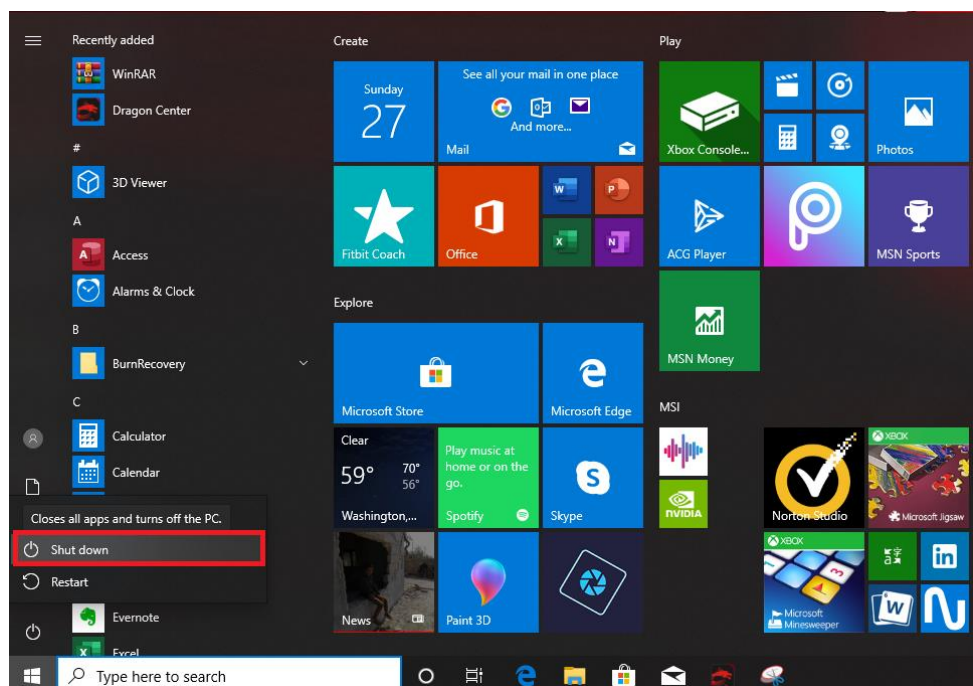 Recently added
WinRAR
Dragon Center
#
3D Viewer
A
Access
Alarms & Clock
B
BurnRecovery
C
Calculator
Calendar
Closes all apps and turns off the PC.
Shut down
Restart
Evernote
Excel
Type here to search
Create
Sunday
27
See all your mail in one place
And more...
Mail
Fitbit Coach
Office
Explore
Microsoft Store
Microsoft Edge
Clear
59° 70°
56°
Washington,...
Play music at
home or on the
go.
Spotify
Skype
News
Paint 3D
Play
Xbox Console...
Photos
ACG Player
MSN Sports
MSN Money
MSI
NVIDIA
Norton Studio
XBOX
Microsoft Jigsaw
XBOX
Microsoft
Minesweeper
in
W